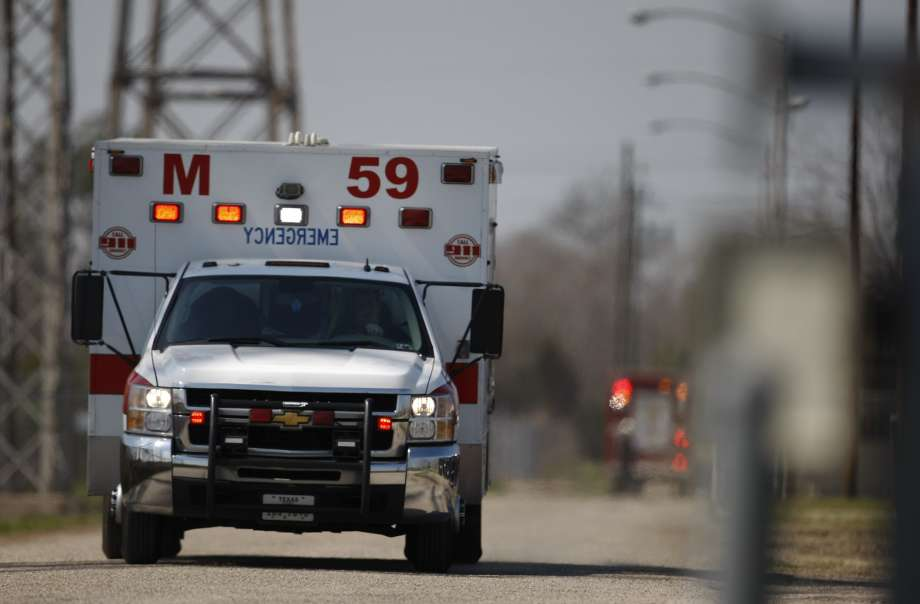 M 59
EMERGENCY
CALL 911
CALL 911
TEXAS